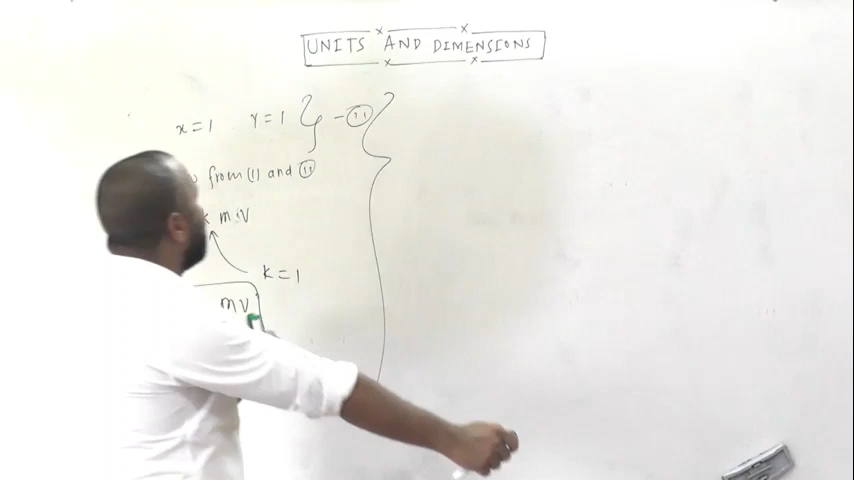 UNITS AND DIMENSIONS
x=1 Y=1 } - (11)
from (1) and (11)
k m'V'
k=1
mV